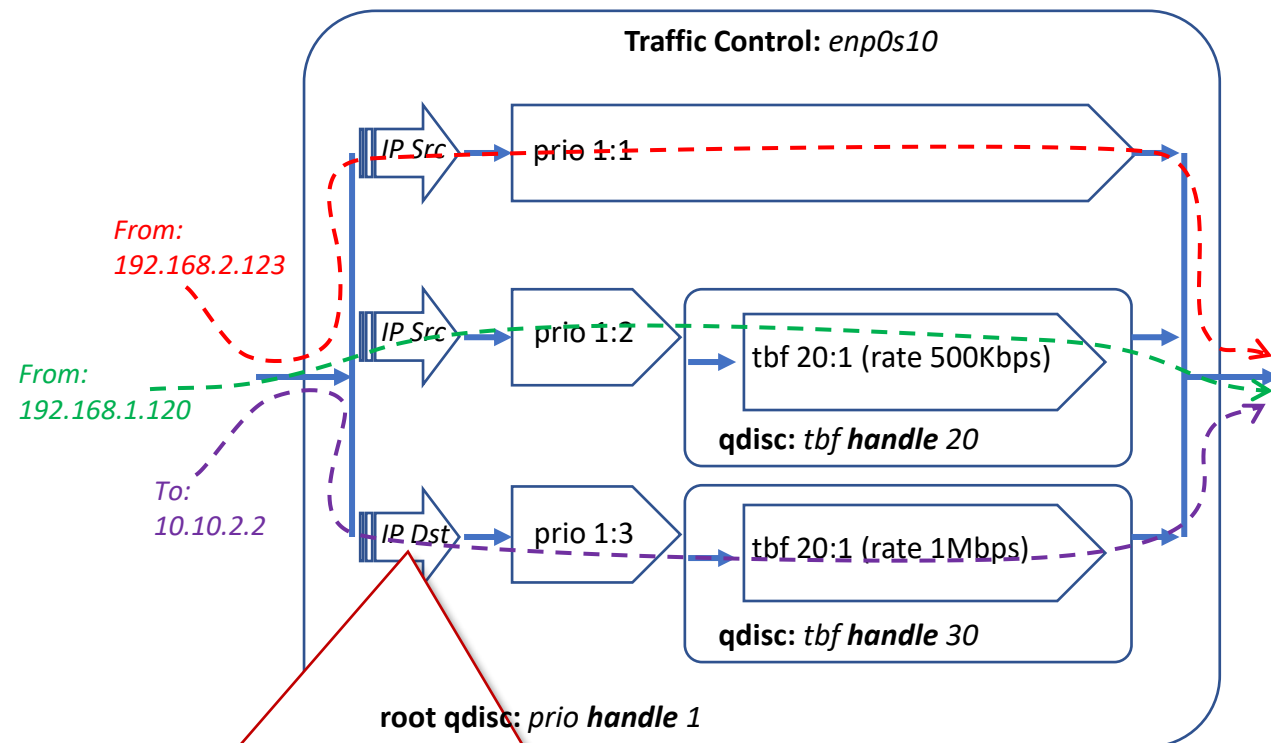 Traffic Control: enp0s10
IP Src
prio 1:1
From:
192.168.2.123
IP Src
prio 1:2
tbf 20:1 (rate 500Kbps)
From:
192.168.1.120
qdisc: tbf handle 20
To:
10.10.2.2
IP Dst
prio 1:3
tbf 20:1 (rate 1Mbps)
qdisc: tbf handle 30
root qdisc: prio handle 1